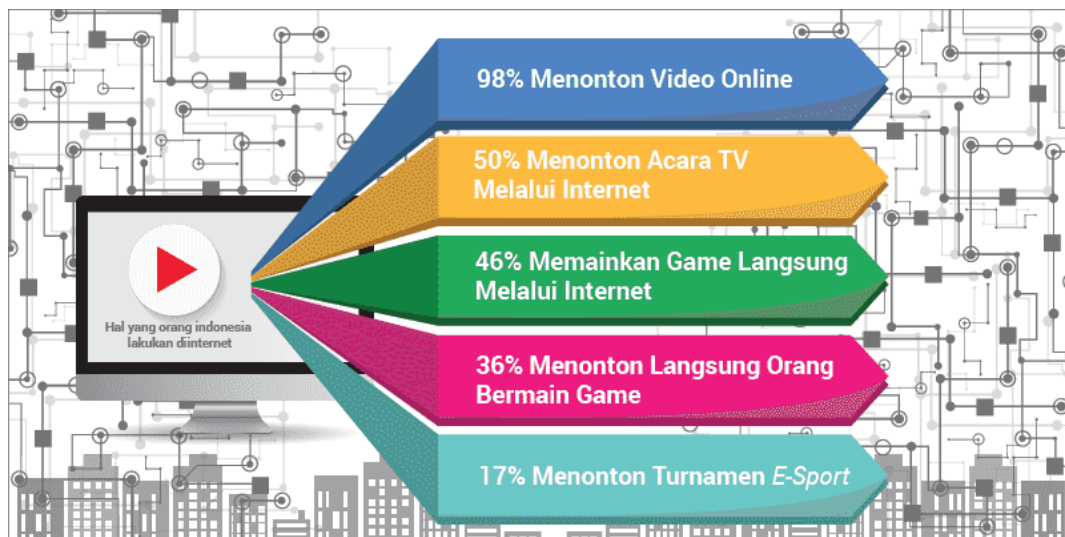 98% Menonton Video Online
50% Menonton Acara TV
Melalui Internet
46% Memainkan Game Langsung
Melalui Internet
36% Menonton Langsung Orang
Bermain Game
17% Menonton Turnamen E-Sport
Hal yang orang indonesia
lakukan diinternet